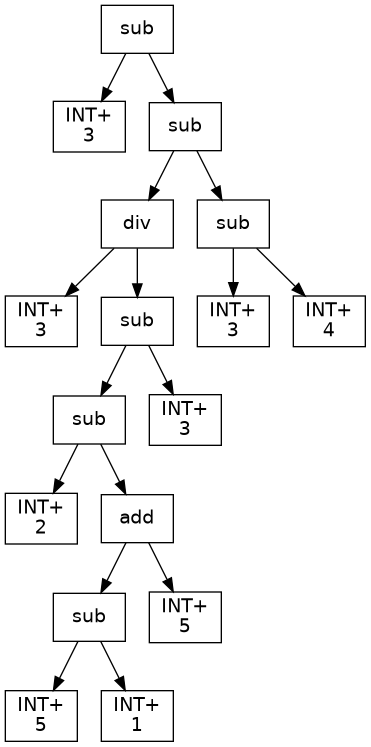 sub
INT+
3
sub
div
sub
INT+
3
sub
INT+
3
INT+
4
sub
INT+
3
INT+
2
add
sub
INT+
5
INT+
5
INT+
1